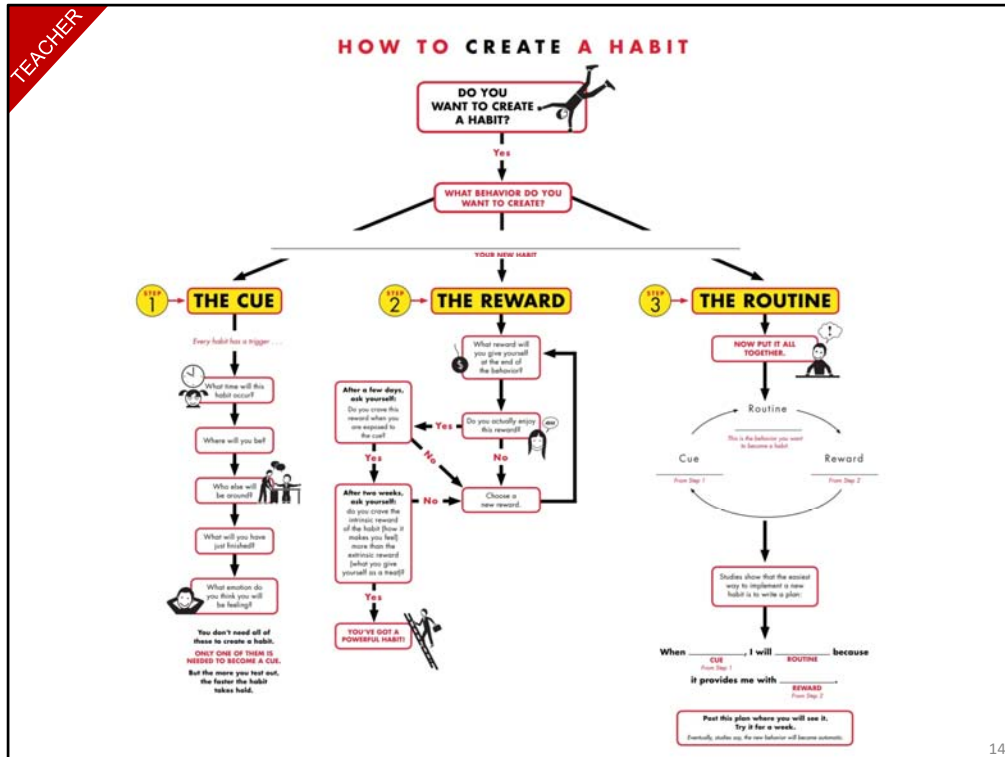 TEACHER
HOW TO CREATE A HABIT
DO YOU
WANT TO CREATE
A HABIT?
Yes
WHAT BEHAVIOR DO YOU
WANT TO CREATE?
YOUR NEW HABIT
STEP
1
THE CUE
Every habit has a trigger . . .
What time will this
habit occur?
Where will you be?
Who else will
be around?
What will you have
just finished?
What emotion do
you think you will
be feeling?
You don't need all of
these to create a habit.
ONLY ONE OF THEM IS
NEEDED TO BECOME A CUE.
But the more you test out,
the faster the habit
takes hold.
STEP
2
THE REWARD
What reward will
you give yourself
at the end of
the behavior?
Do you actually enjoy
this reward?
Yes
No
After a few days,
ask yourself:
Do you crave this
reward when you
are exposed to
the cue?
Yes
No
Choose a
new reward.
After two weeks,
ask yourself:
do you crave the
intrinsic reward
of the habit (how it
makes you feel)
more than the
extrinsic reward
(what you give
yourself as a treat)?
No
Yes
YOU'VE GOT A
POWERFUL HABIT!
STEP
3
THE ROUTINE
NOW PUT IT ALL
TOGETHER.
!
Routine
This is the behavior you want
to become a habit
Cue
From Step 1
Reward
From Step 2
Studies show that the easiest
way to implement a new
habit is to write a plan:
When ________, I will ________ because
CUE
From Step 1
ROUTINE
it provides me with ________.
REWARD
From Step 2
Post this plan where you will see it.
Try it for a week.
Eventually, studies say, the new behavior will become automatic.
14